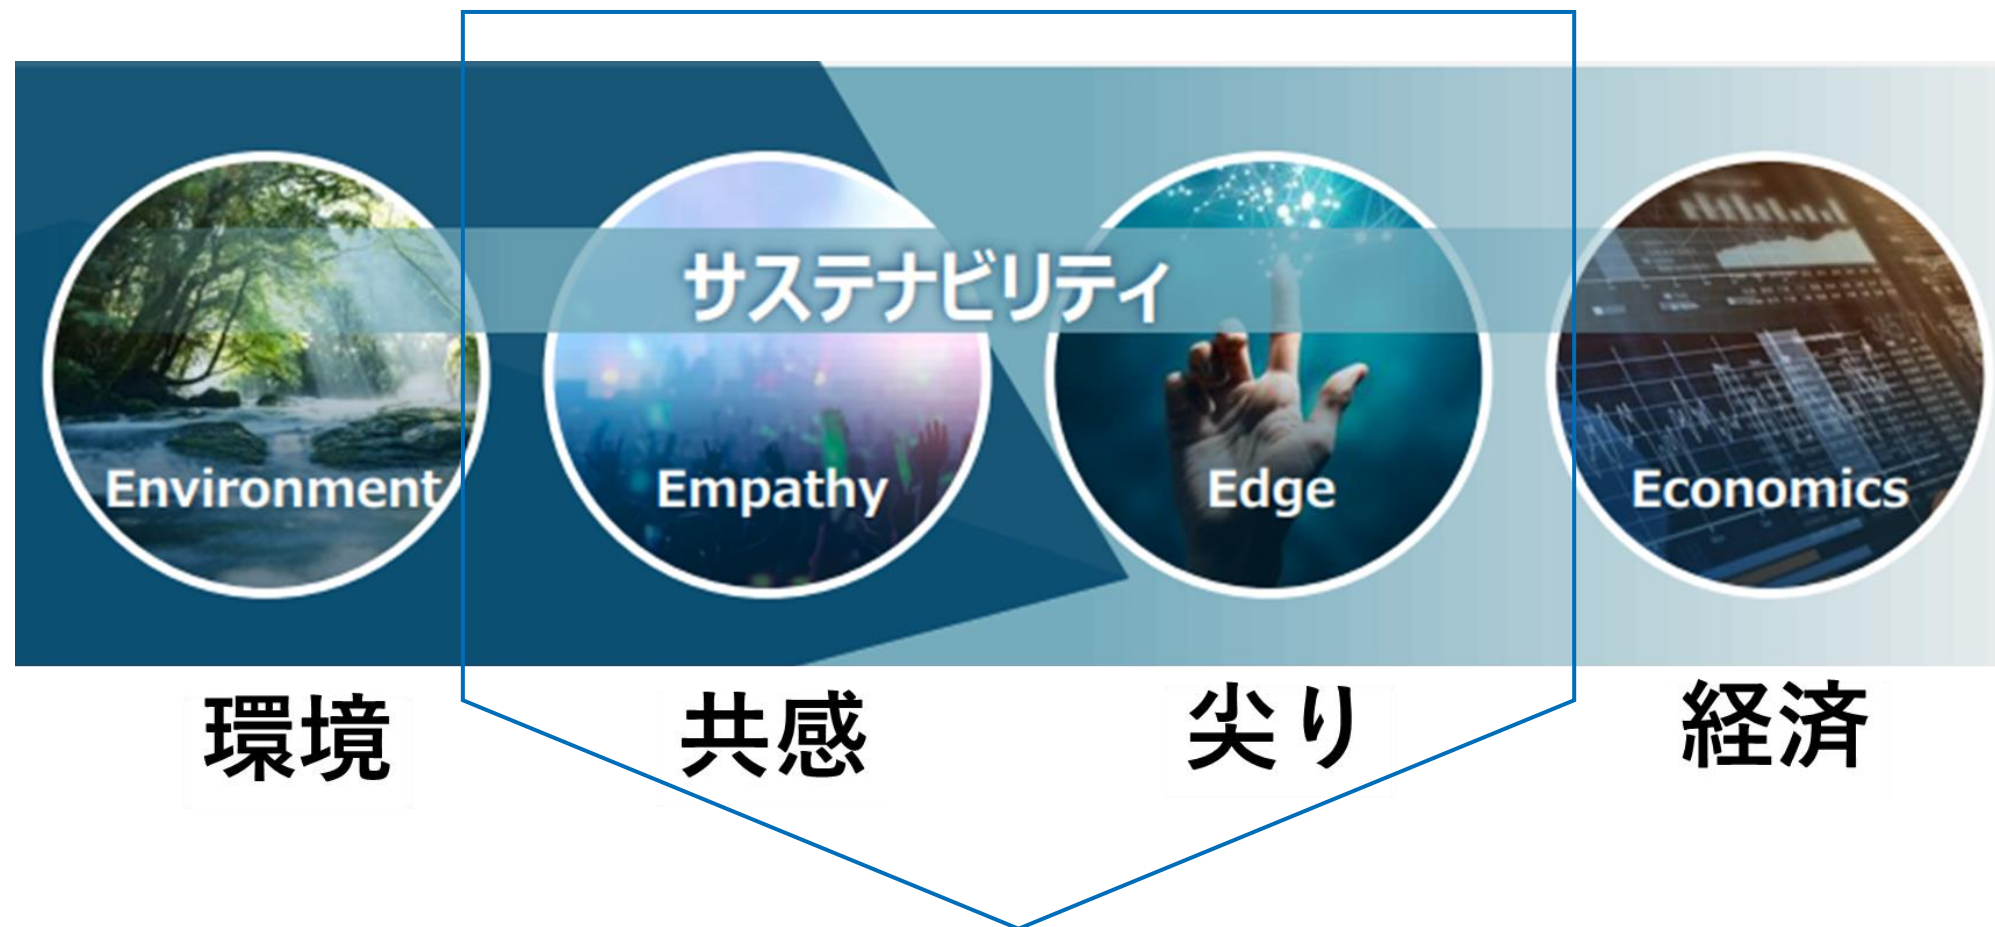 サステナビリティ
Environment
Empathy
Edge
Economics
環境
共感
尖り
経済